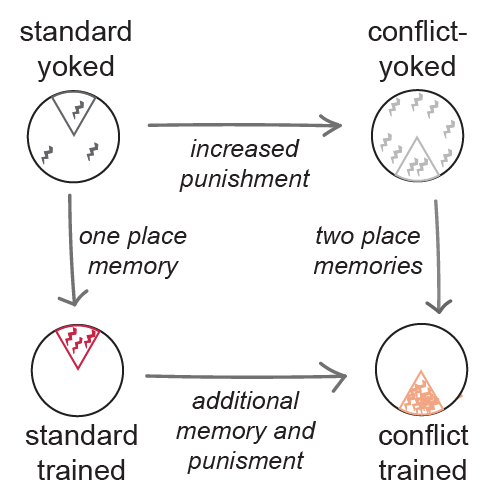 standard
yoked
conflict-
yoked
increased
punishment
one place
memory
two place
memories
additional
memory and
punisment
standard
trained
conflict
trained